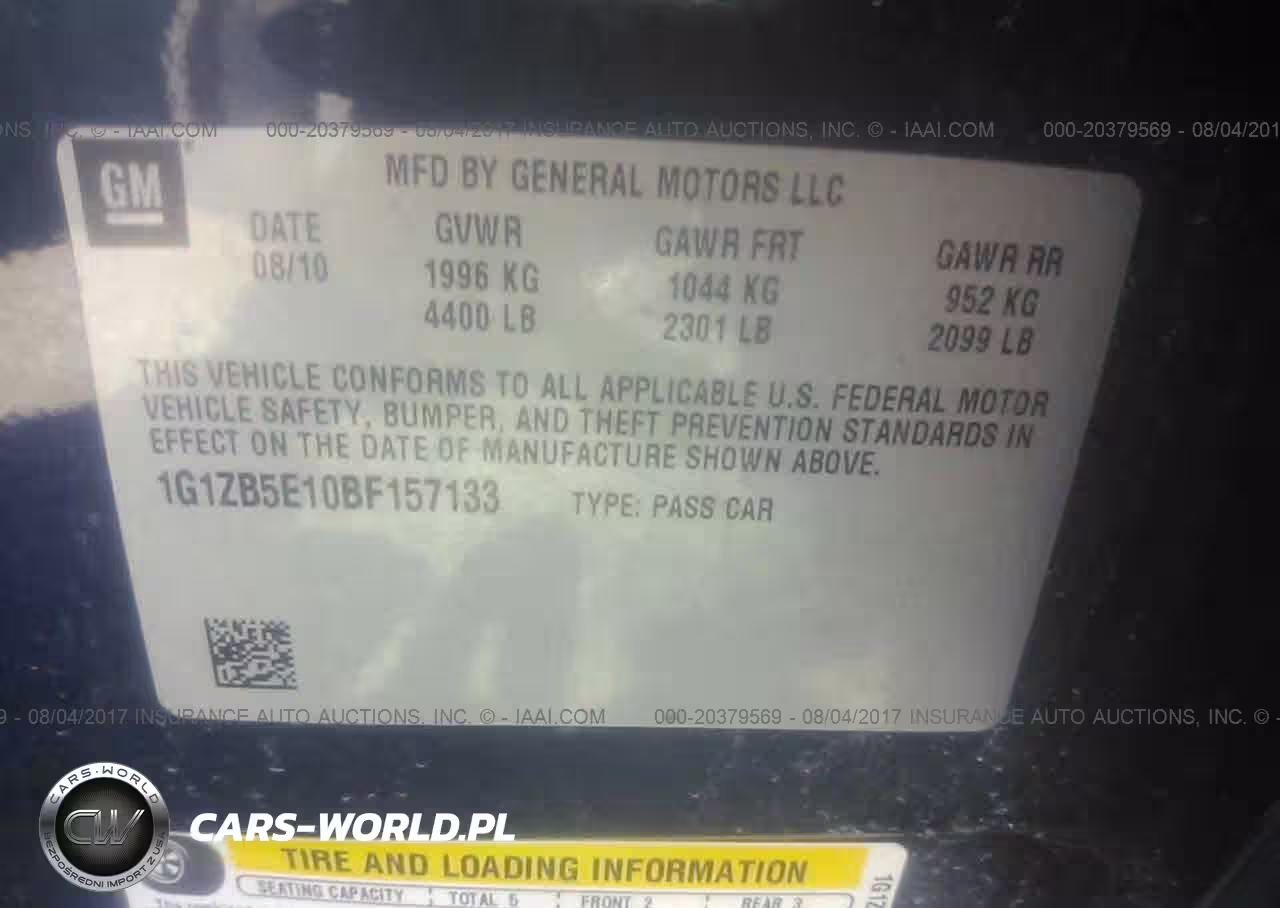 NS, INC. © - IAAI.COM 000-20379569 - 08/04/2017 INSURANCE AUTO AUCTIONS, INC. © - IAAI.COM 000-20379569 - 08/04/201
GM
MFD BY GENERAL MOTORS LLC
DATE GVWR GAWR FRT GAWR RR
08/10 1996 KG 1044 KG 952 KG
4400 LB 2301 LB 2099 LB
THIS VEHICLE CONFORMS TO ALL APPLICABLE U.S. FEDERAL MOTOR
VEHICLE SAFETY, BUMPER, AND THEFT PREVENTION STANDARDS IN
EFFECT ON THE DATE OF MANUFACTURE SHOWN ABOVE.
1G1ZB5E10BF157133 TYPE: PASS CAR
9 - 08/04/2017 INSURANCE AUTO AUCTIONS, INC. © - IAAI.COM 000-20379569 - 08/04/2017 INSURANCE AUTO AUCTIONS, INC. © -
CARS-WORLD
CW
BEZPOŚREDNI IMPORT Z USA
CARS-WORLD.PL
TIRE AND LOADING INFORMATION
SEATING CAPACITY TOTAL 5 FRONT 2 REAR 3
1G1Z